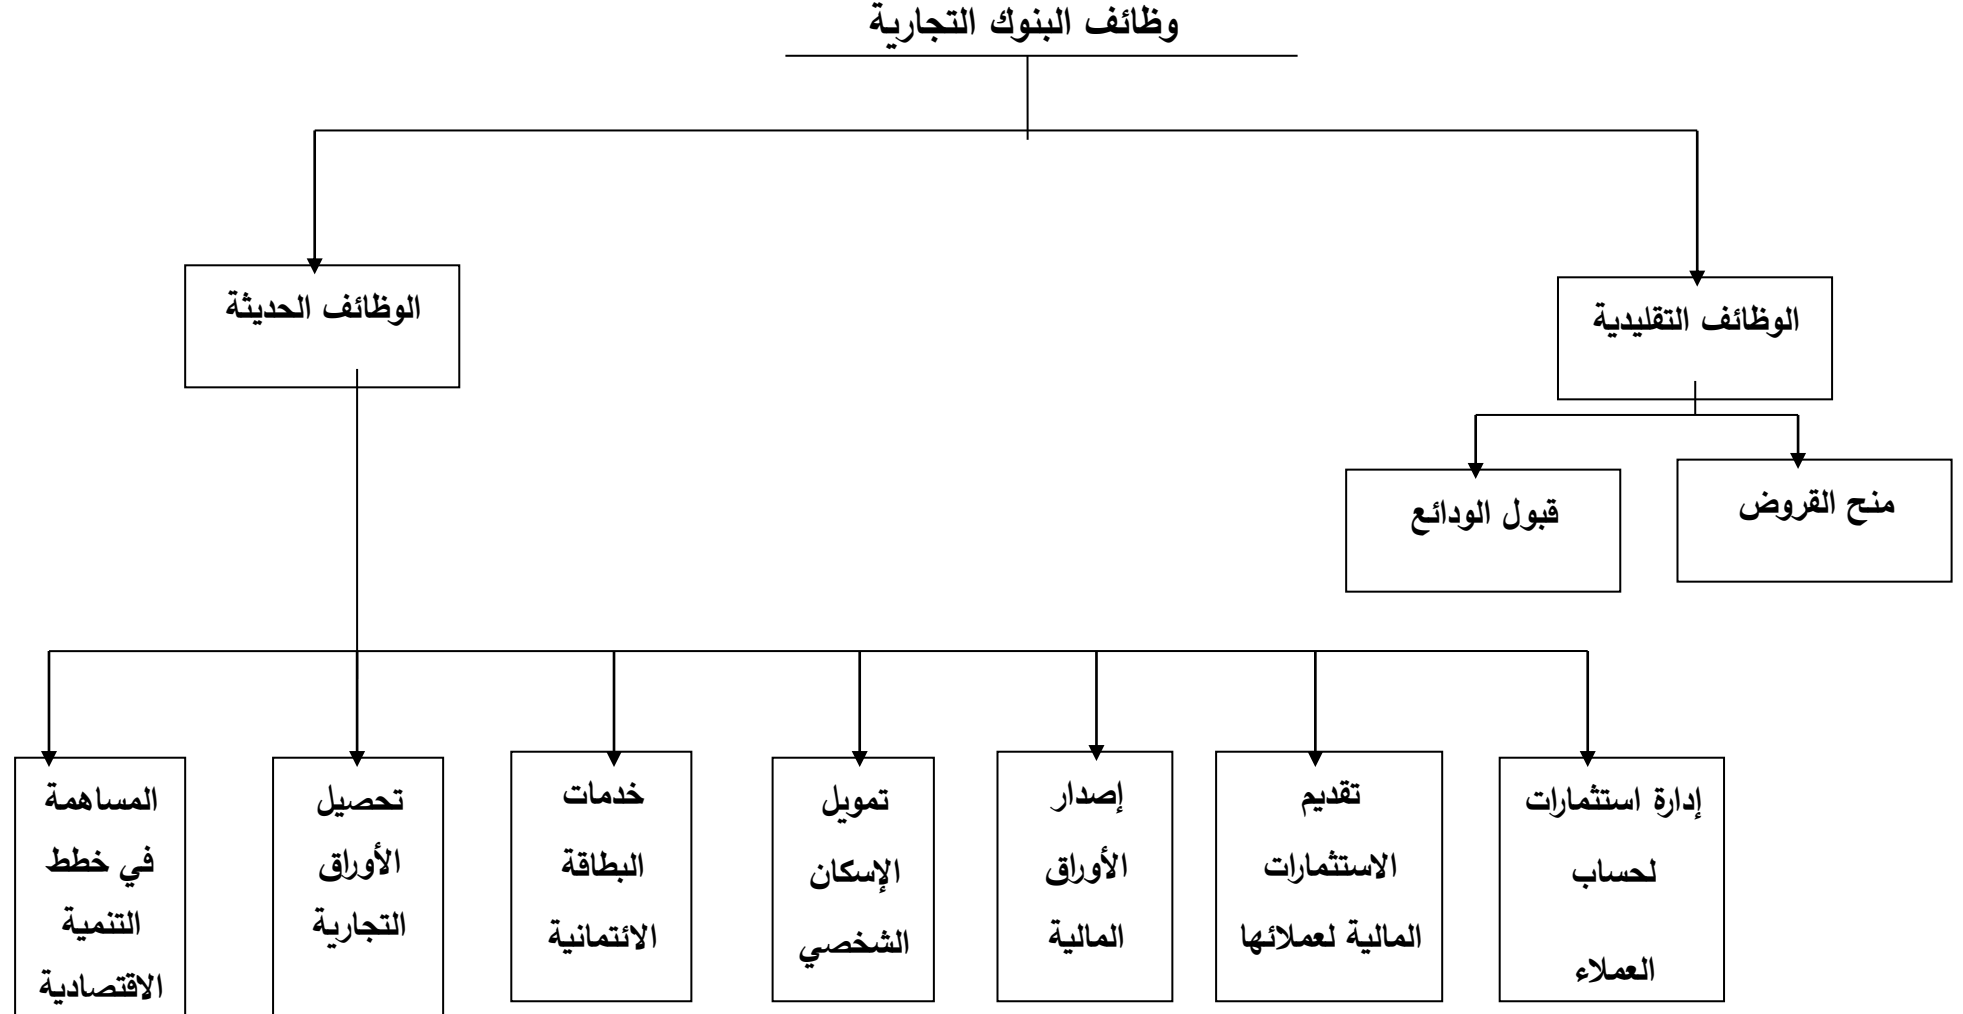 وظائف البنوك التجارية
الوظائف التقليدية
الوظائف الحديثة
منح القروض
قبول الودائع
إدارة استثمارات
لحساب
العملاء
تقديم
الاستثمارات
المالية لعملائها
إصدار
الأوراق
المالية
تمويل
الإسكان
الشخصي
خدمات
البطاقة
الائتمانية
تحصيل
الأوراق
التجارية
المساهمة
في خطط
التنمية
الاقتصادية